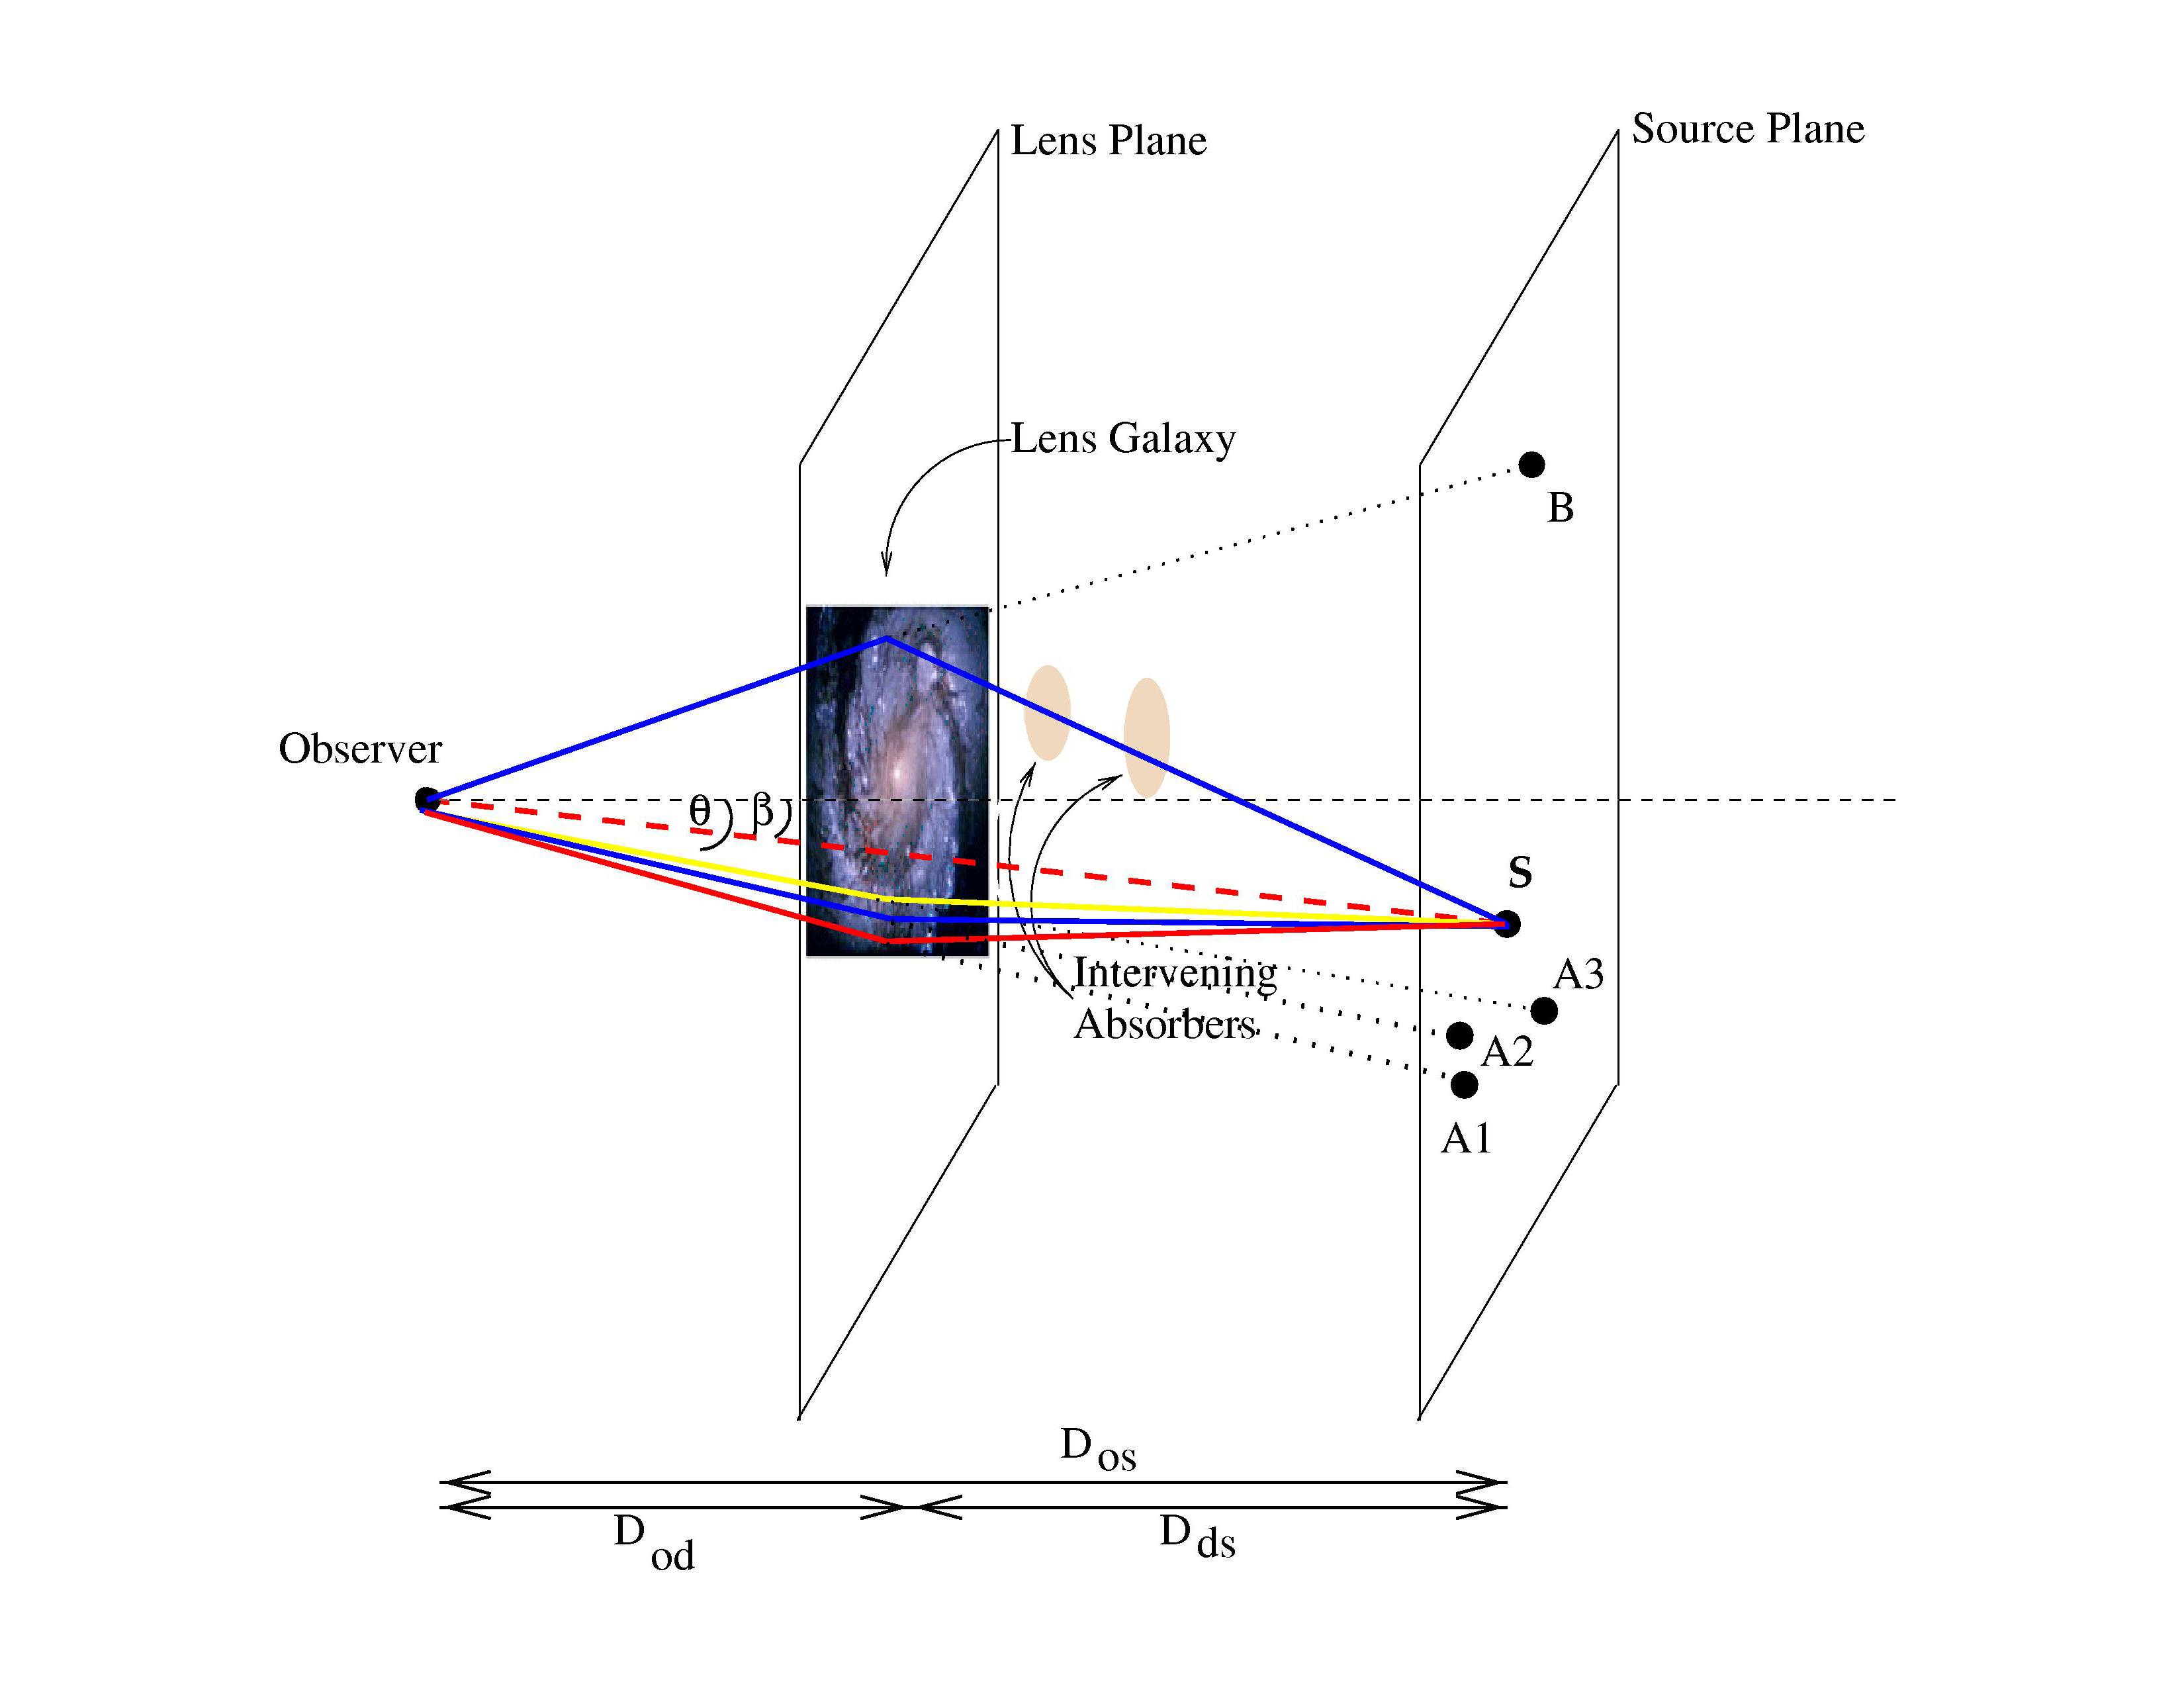 Lens Plane
Source Plane
Lens Galaxy
B
Observer
θ β
S
Intervening
Absorbers
A3
A2
A1
D os
D od
D ds